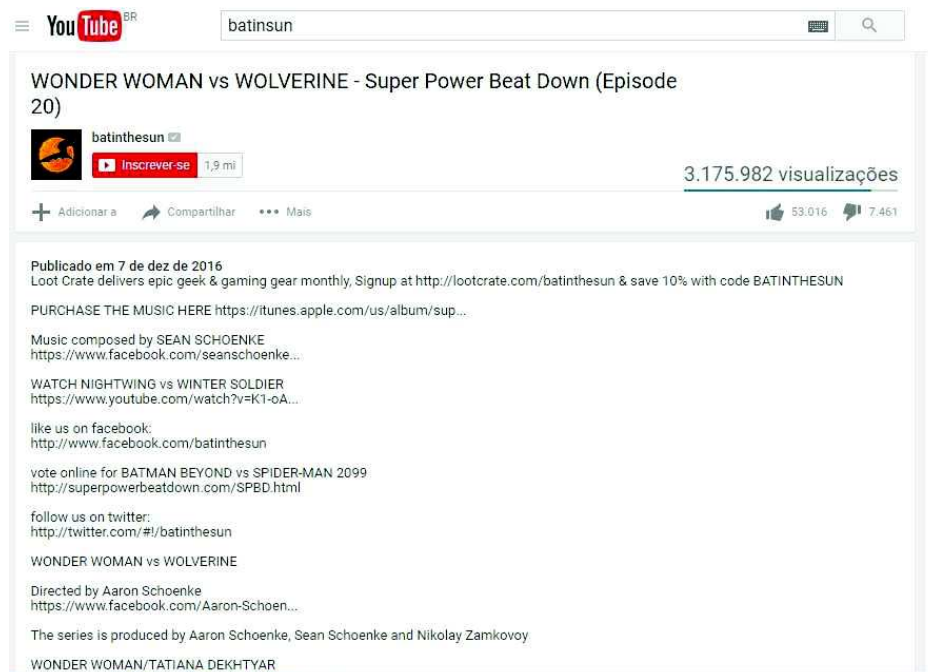 YouTube BR
batinsun
WONDER WOMAN vs WOLVERINE - Super Power Beat Down (Episode
20)
batinthesun
Inscrever-se 1,9 mi
3.175.982 visualizações
Adicionar a Compartilhar Mais 53.016 7.461
Publicado em 7 de dez de 2016
Loot Crate delivers epic geek & gaming gear monthly, Signup at http://lootcrate.com/batinthesun & save 10% with code BATINTHESUN
PURCHASE THE MUSIC HERE https://itunes.apple.com/us/album/sup...
Music composed by SEAN SCHOENKE
https://www.facebook.com/seanschoenke...
WATCH NIGHTWING vs WINTER SOLDIER
https://www.youtube.com/watch?v=K1-oA...
like us on facebook:
http://www.facebook.com/batinthesun
vote online for BATMAN BEYOND vs SPIDER-MAN 2099
http://superpowerbeatdown.com/SPBD.html
follow us on twitter:
http://twitter.com/#!/batinthesun
WONDER WOMAN vs WOLVERINE
Directed by Aaron Schoenke
https://www.facebook.com/Aaron-Schoen...
The series is produced by Aaron Schoenke, Sean Schoenke and Nikolay Zamkovoy
WONDER WOMAN/TATIANA DEKHTYAR